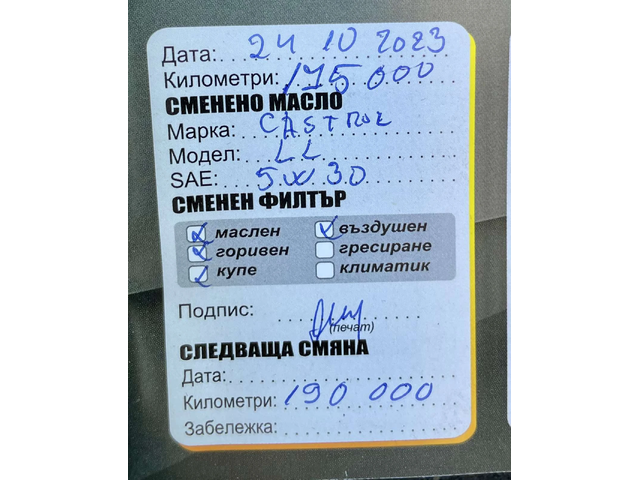 Дата: 24 10 2023
Километри: 175 000
СМЕНЕНО МАСЛО
Марка: CASTROL
Модел: LL
SAE: 5W30
СМЕНЕН ФИЛТЪР
маслен въздушен
горивен гресиране
купе климатик
Подпис:
(печат)
СЛЕДВАЩА СМЯНА
Дата:
Километри: 190 000
Забележка: